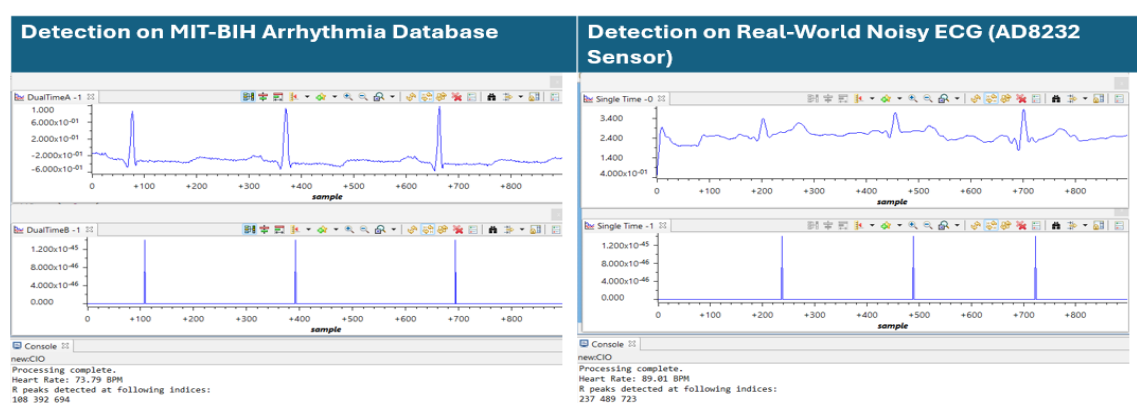 Detection on MIT-BIH Arrhythmia Database
DualTimeA -1
1.000
6.000x10-01
2.000x10-01
-2.000x10-01
-6.000x10-01
0 +100 +200 +300 +400 +500 +600 +700 +800
sample
DualTimeB -1
1.200x10-45
8.000x10-46
4.000x10-46
0.000
0 +100 +200 +300 +400 +500 +600 +700 +800
sample
Console
new:CIO
Processing complete.
Heart Rate: 73.79 BPM
R peaks detected at following indices:
108 392 694
Detection on Real-World Noisy ECG (AD8232
Sensor)
Single Time -0
3.400
2.400
1.400
4.000x10-01
0 +100 +200 +300 +400 +500 +600 +700 +800
sample
Single Time -1
1.200x10-45
8.000x10-46
4.000x10-46
0.000
0 +100 +200 +300 +400 +500 +600 +700 +800
sample
Console
new:CIO
Processing complete.
Heart Rate: 89.01 BPM
R peaks detected at following indices:
237 489 723